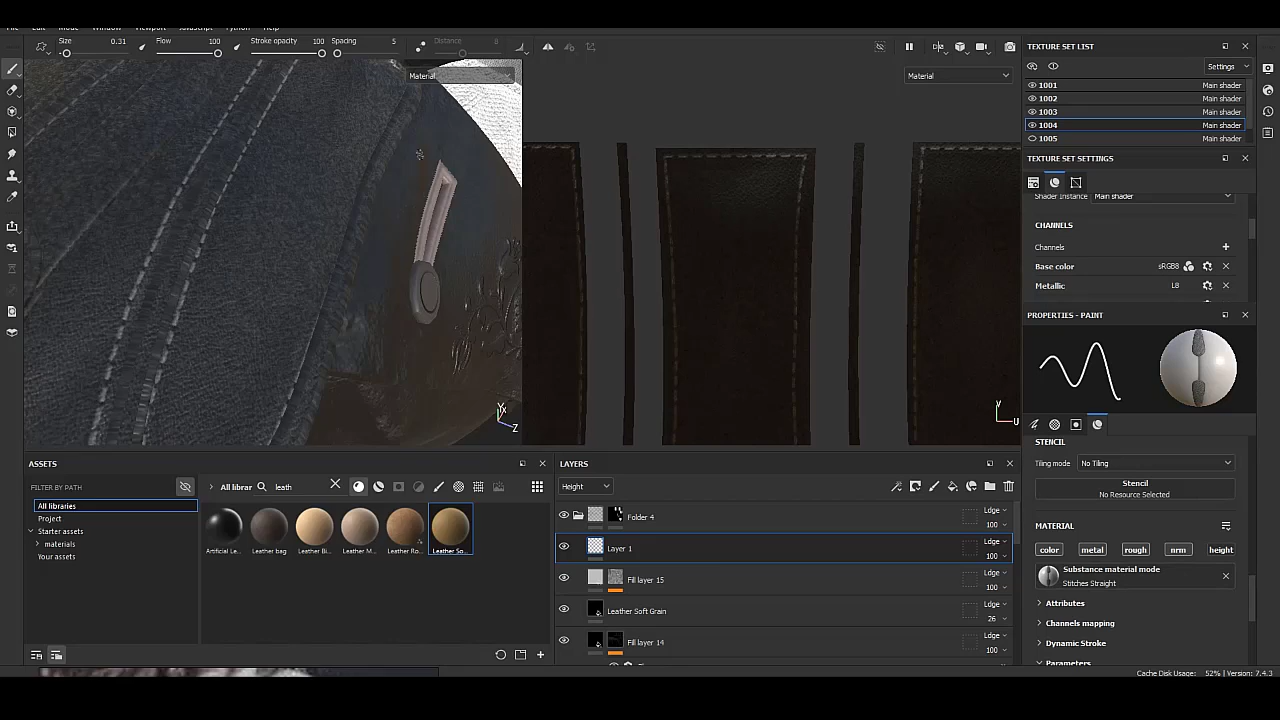 Size 0.31 Flow 100 Stroke opacity 100 Spacing 5 Distance 8
Material
Material
Y
Z
V
U
TEXTURE SET LIST
Settings
1001 Main shader
1002 Main shader
1003 Main shader
1004 Main shader
1005 Main shader
TEXTURE SET SETTINGS
Shader Instance Main shader
CHANNELS
Channels
Base color sRGB8
Metallic L8
PROPERTIES - PAINT
STENCIL
Tiling mode No Tiling
Stencil
No Resource Selected
MATERIAL
color metal rough nrm height
Substance material mode
Stitches Straight
Attributes
Channels mapping
Dynamic Stroke
Parameters
ASSETS
FILTER BY PATH
All libraries
Project
Starter assets
materials
Your assets
All librar leath
Artificial Le...
Leather bag
Leather Bi...
Leather M...
Leather Ro...
Leather So...
LAYERS
Height
Folder 4 Ldge 100
Layer 1 Ldge 100
Fill layer 15 Ldge 100
Leather Soft Grain Ldge 26
Fill layer 14 Ldge 100
Cache Disk Usage: 52% | Version: 7.4.3